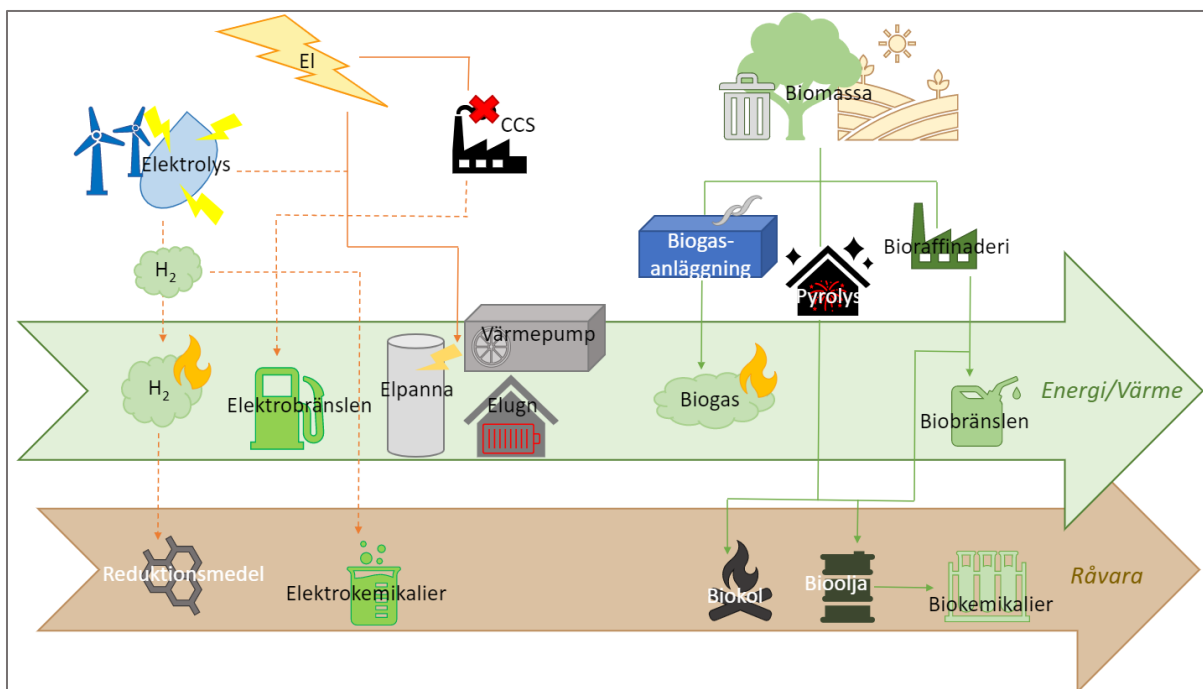 El
Biomassa
CCS
Elektrolys
Biogas-
anläggning
Bioraffinaderi
H2
Pyrolys
Värmepump
H2
Elektrobränslen
Elpanna
Elugn
Biogas
Biobränslen
Energi/Värme
Reduktionsmedel
Elektrokemikalier
Biokol
Bioolja
Biokemikalier
Råvara